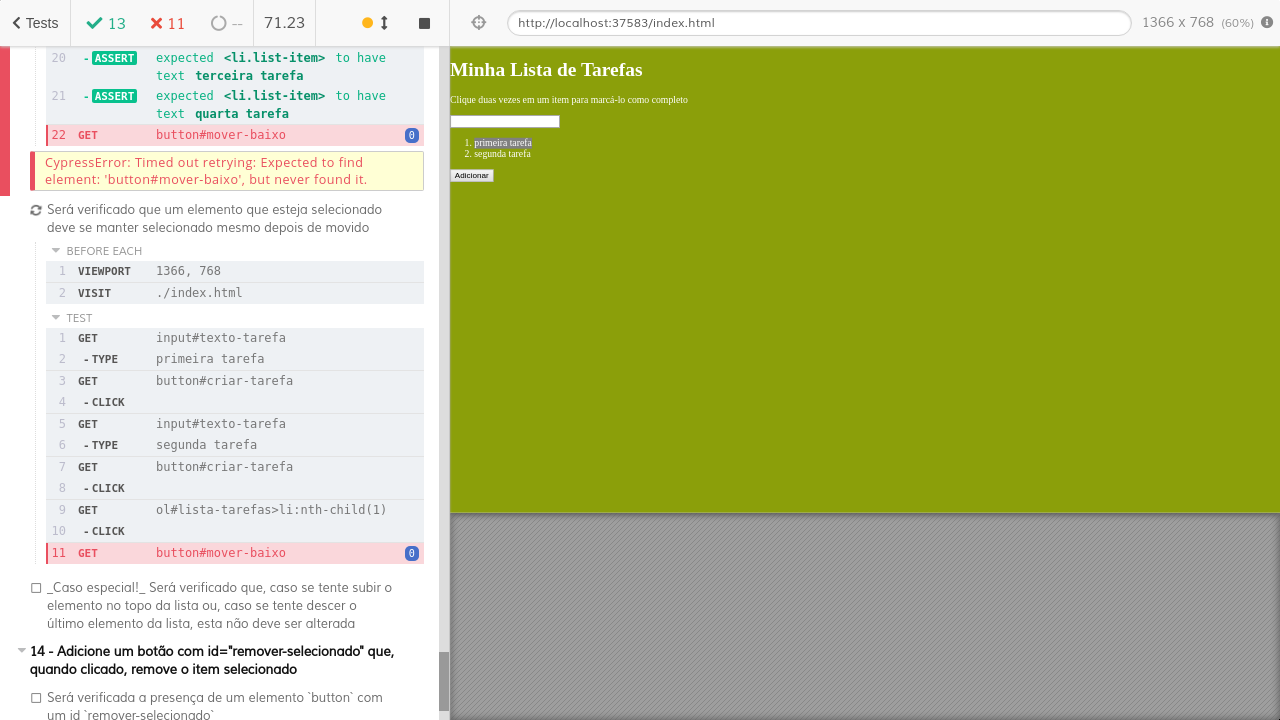 Tests
13
11
--
71.23
http://localhost:37583/index.html
1366 x 768 (60%)
20 - ASSERT expected <li.list-item> to have
text terceira tarefa
21 - ASSERT expected <li.list-item> to have
text quarta tarefa
22 GET button#mover-baixo 0
CypressError: Timed out retrying: Expected to find
element: 'button#mover-baixo', but never found it.
Será verificado que um elemento que esteja selecionado
deve se manter selecionado mesmo depois de movido
BEFORE EACH
1 VIEWPORT 1366, 768
2 VISIT ./index.html
TEST
1 GET input#texto-tarefa
2 - TYPE primeira tarefa
3 GET button#criar-tarefa
4 - CLICK
5 GET input#texto-tarefa
6 - TYPE segunda tarefa
7 GET button#criar-tarefa
8 - CLICK
9 GET ol#lista-tarefas>li:nth-child(1)
10 - CLICK
11 GET button#mover-baixo 0
_Caso especial!_ Será verificado que, caso se tente subir o
elemento no topo da lista ou, caso se tente descer o
último elemento da lista, esta não deve ser alterada
14 - Adicione um botão com id="remover-selecionado" que,
quando clicado, remove o item selecionado
Será verificada a presença de um elemento `button` com
um id `remover-selecionado`
Minha Lista de Tarefas
Clique duas vezes em um item para marcá-lo como completo
1. primeira tarefa
2. segunda tarefa
Adicionar